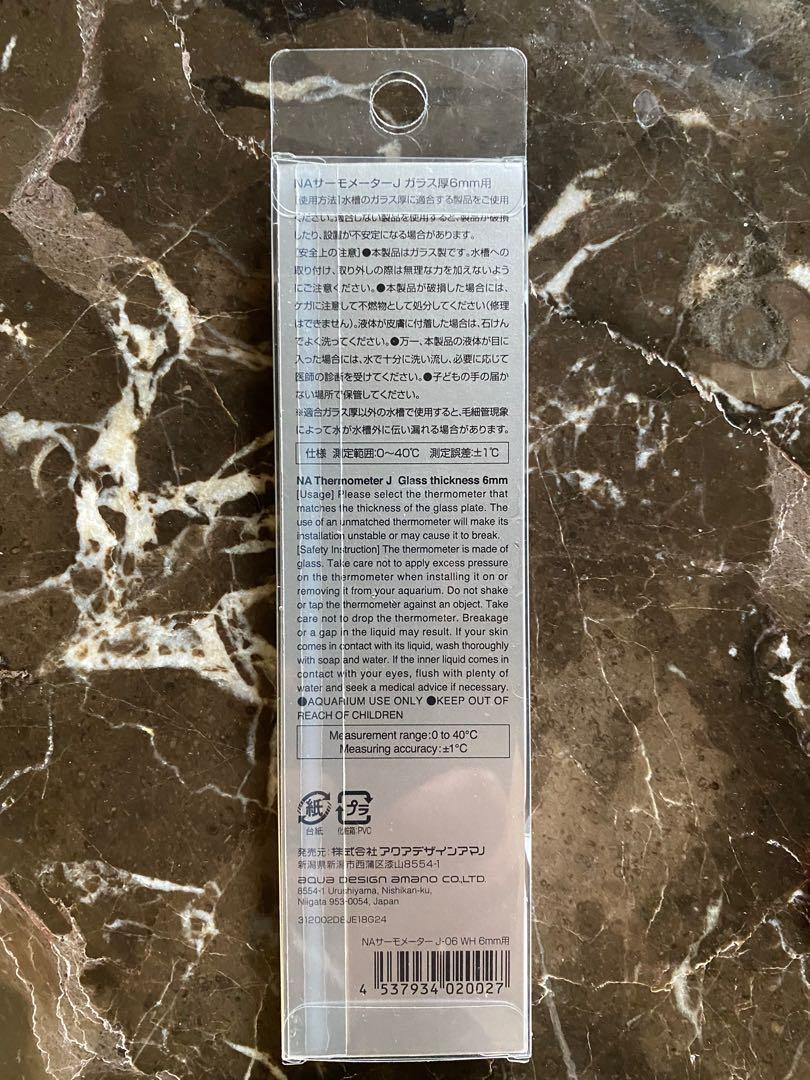 NAサーモメーターJ ガラス厚6mm用
[使用方法]水槽のガラス厚に適合する製品をご使用
ください。適合しない製品を使用すると、製品が破損
したり、設置が不安定になる場合があります。
[安全上の注意]●本製品はガラス製です。水槽への
取り付け、取り外しの際は無理な力を加えないよう
にご注意ください。●本製品が破損した場合には、
ケガに注意して不燃物として処分してください(修理
はできません)。液体が皮膚に付着した場合は、石けん
でよく洗ってください。●万一、本製品の液体が目に
入った場合には、水で十分に洗い流し、必要に応じて
医師の診断を受けてください。●子どもの手の届か
ない場所で保管してください。
※適合ガラス厚以外の水槽で使用すると、毛細管現象
によって水が水槽外に伝い漏れる場合があります。
仕様 測定範囲:0～40℃ 測定誤差:±1℃
NA Thermometer J Glass thickness 6mm
[Usage] Please select the thermometer that
matches the thickness of the glass plate. The
use of an unmatched thermometer will make its
installation unstable or may cause it to break.
[Safety Instruction] The thermometer is made of
glass. Take care not to apply excess pressure
on the thermometer when installing it on or
removing it from your aquarium. Do not shake
or tap the thermometer against an object. Take
care not to drop the thermometer. Breakage
or a gap in the liquid may result. If your skin
comes in contact with its liquid, wash thoroughly
with soap and water. If the inner liquid comes in
contact with your eyes, flush with plenty of
water and seek a medical advice if necessary.
●AQUARIUM USE ONLY ●KEEP OUT OF
REACH OF CHILDREN
Measurement range:0 to 40°C
Measuring accuracy:±1°C
紙 プラ
台紙 化粧箱:PVC
発売元:株式会社アクアデザインアマノ
新潟県新潟市西蒲区漆山8554-1
AQUA DESIGN AMANO CO.,LTD.
8554-1 Urushiyama, Nishikan-ku,
Niigata 953-0054, Japan
312002D8JE18G24
NAサーモメーター J-06 WH 6mm用
4 537934 020027